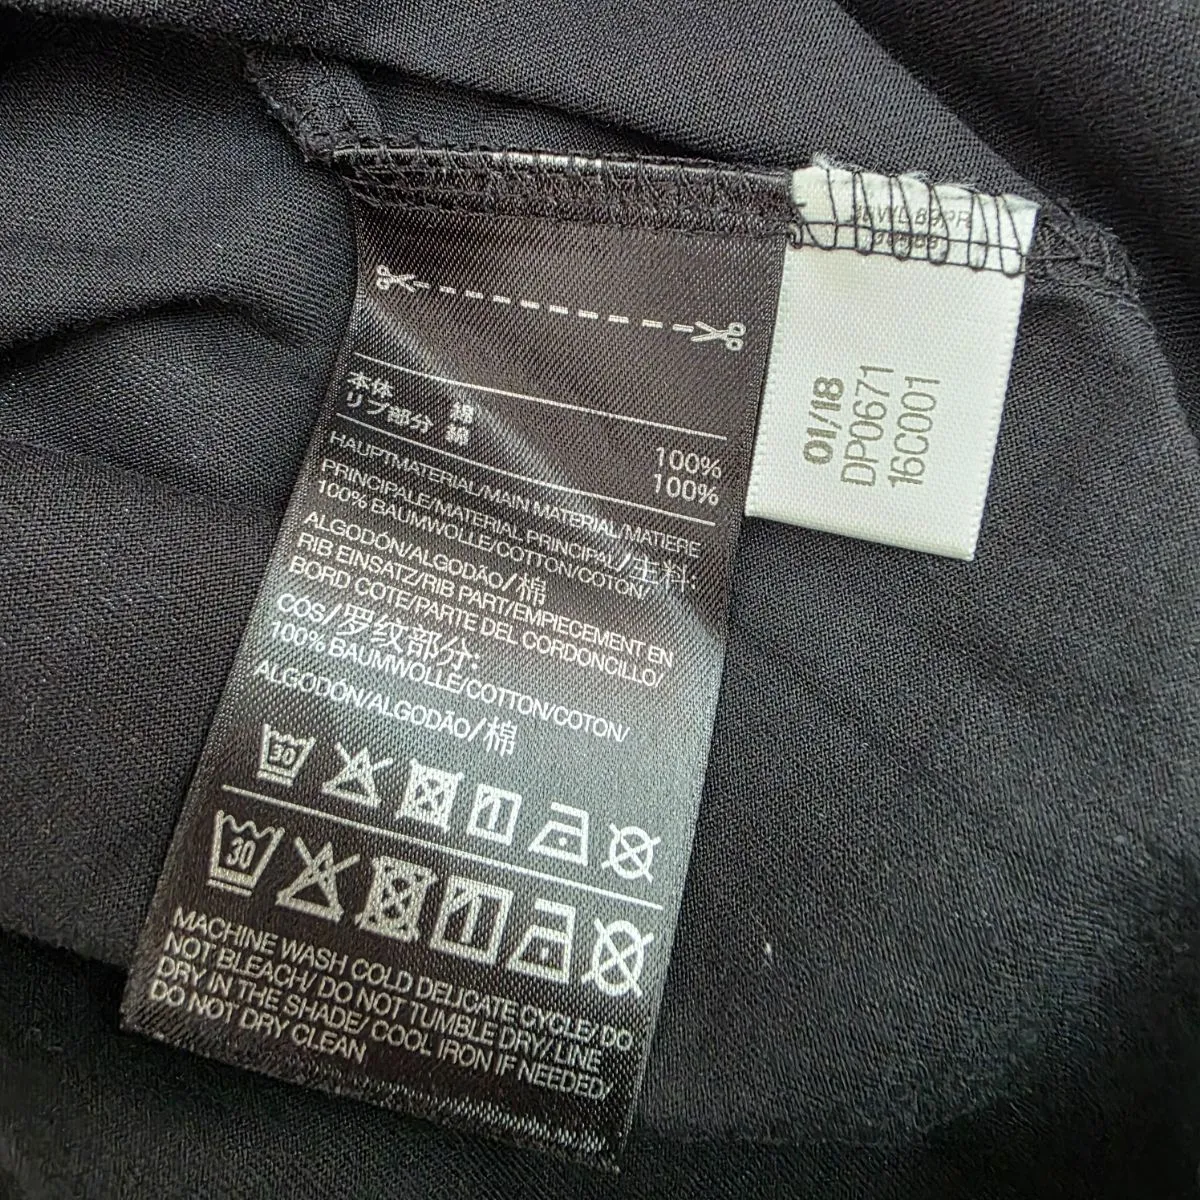 本体 綿 100%
リブ部分 綿 100%
HAUPTMATERIAL/MAIN MATERIAL/MATIERE
PRINCIPALE/MATERIAL PRINCIPAL/主料:
100% BAUMWOLLE/COTTON/COTON/
ALGODÓN/ALGODÃO/棉
RIB EINSATZ/RIB PART/EMPIECEMENT EN
BORD COTE/PARTE DEL CORDONCILLO/
COS/罗纹部分:
100% BAUMWOLLE/COTTON/COTON/
ALGODÓN/ALGODÃO/棉
30
30
MACHINE WASH COLD DELICATE CYCLE/ DO
NOT BLEACH/ DO NOT TUMBLE DRY/ LINE
DRY IN THE SHADE/ COOL IRON IF NEEDED/
DO NOT DRY CLEAN
01/18
DP0671
16C001